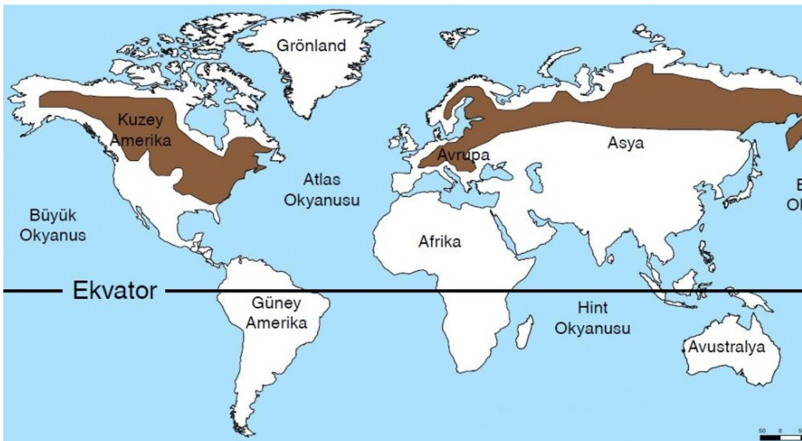 Grönland
Kuzey
Amerika
Avrupa
Asya
Atlas
Okyanusu
Büyük
Okyanus
Afrika
Ekvator
Güney
Amerika
Hint
Okyanusu
Avustralya